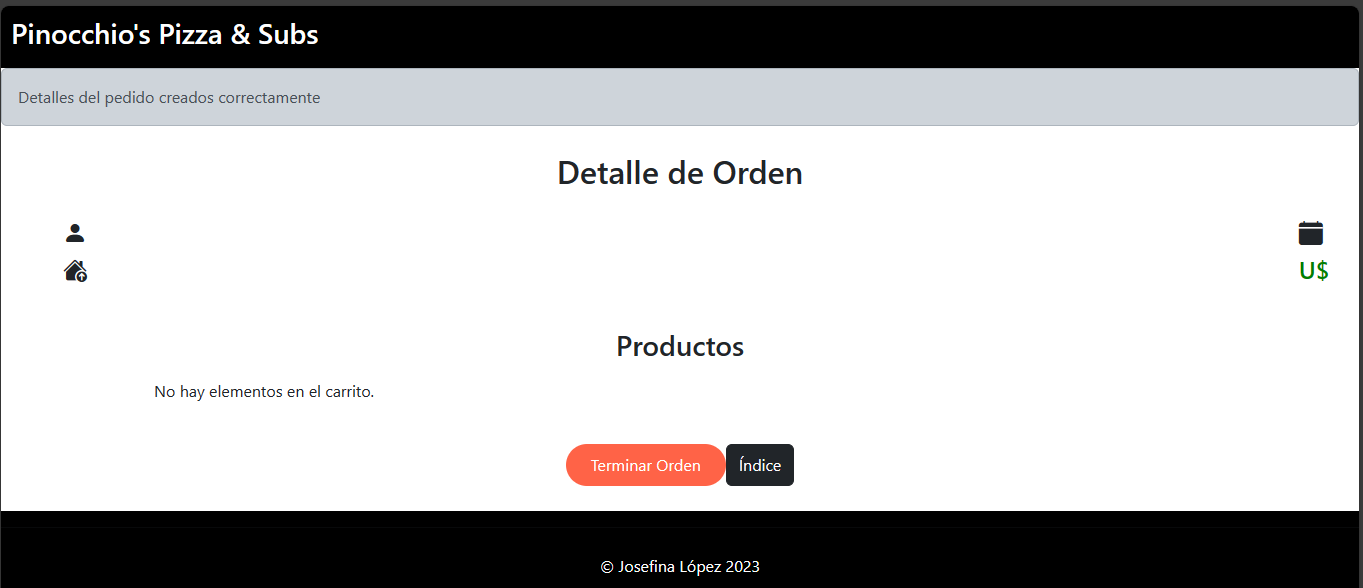 Pinocchio's Pizza & Subs
Detalles del pedido creados correctamente
Detalle de Orden
U$
Productos
No hay elementos en el carrito.
Terminar Orden Índice
© Josefina López 2023